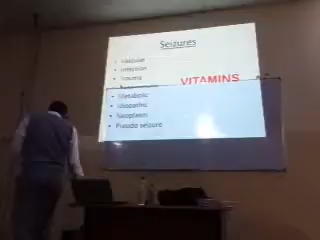 Seizures
• Vascular
• Infection
• Trauma
VITAMINS
• Metabolic
• Idiopathic
• Neoplasm
• Pseudo seizure